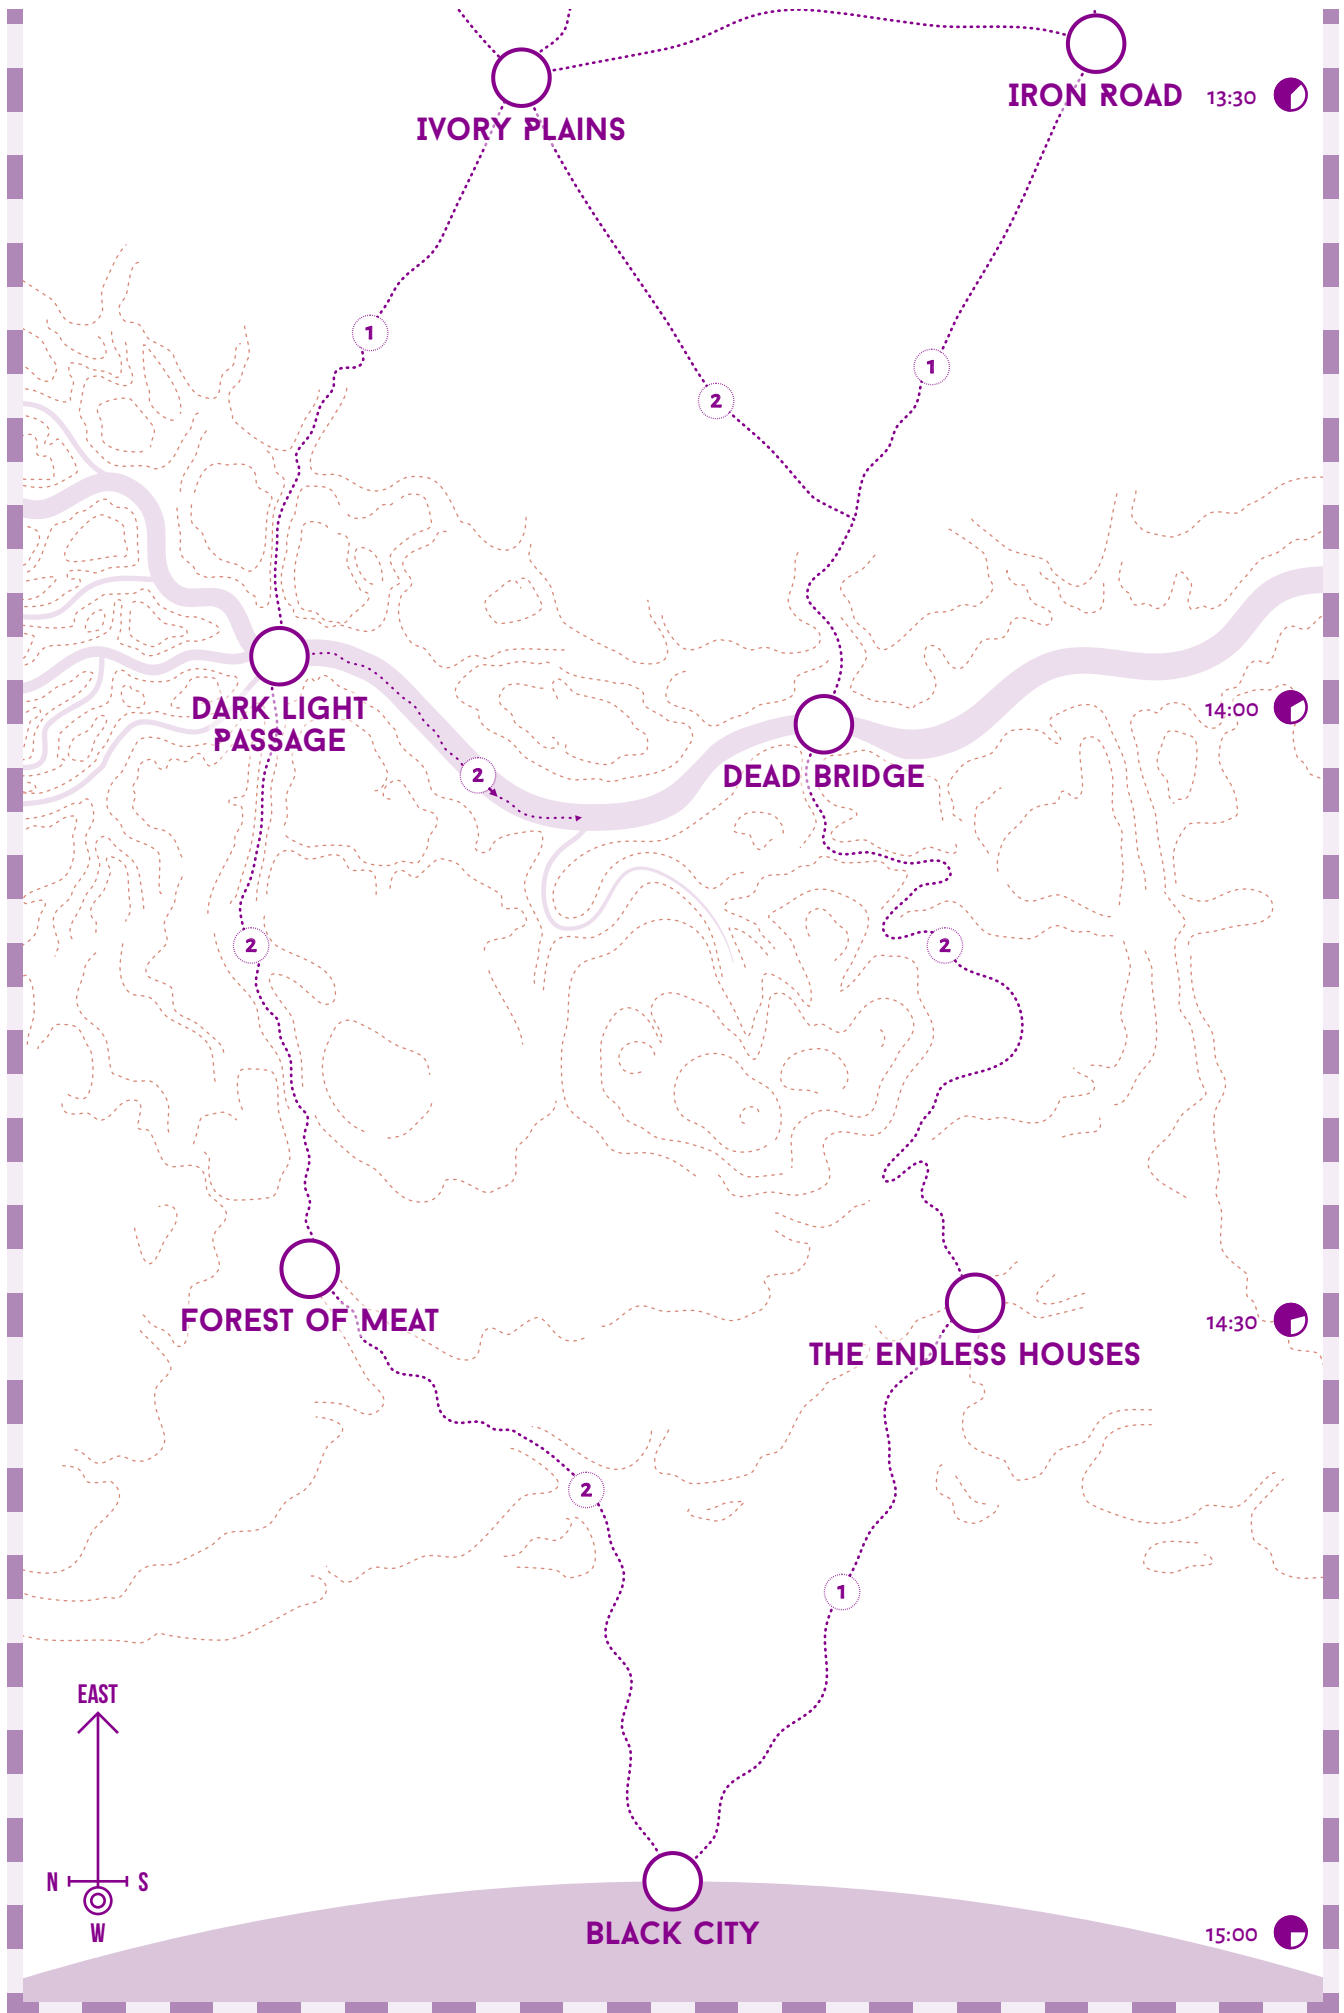 IRON ROAD
13:30
IVORY PLAINS
1
1
2
DARK LIGHT
PASSAGE
14:00
2
DEAD BRIDGE
2
2
FOREST OF MEAT
14:30
THE ENDLESS HOUSES
2
1
EAST
N
S
W
BLACK CITY
15:00